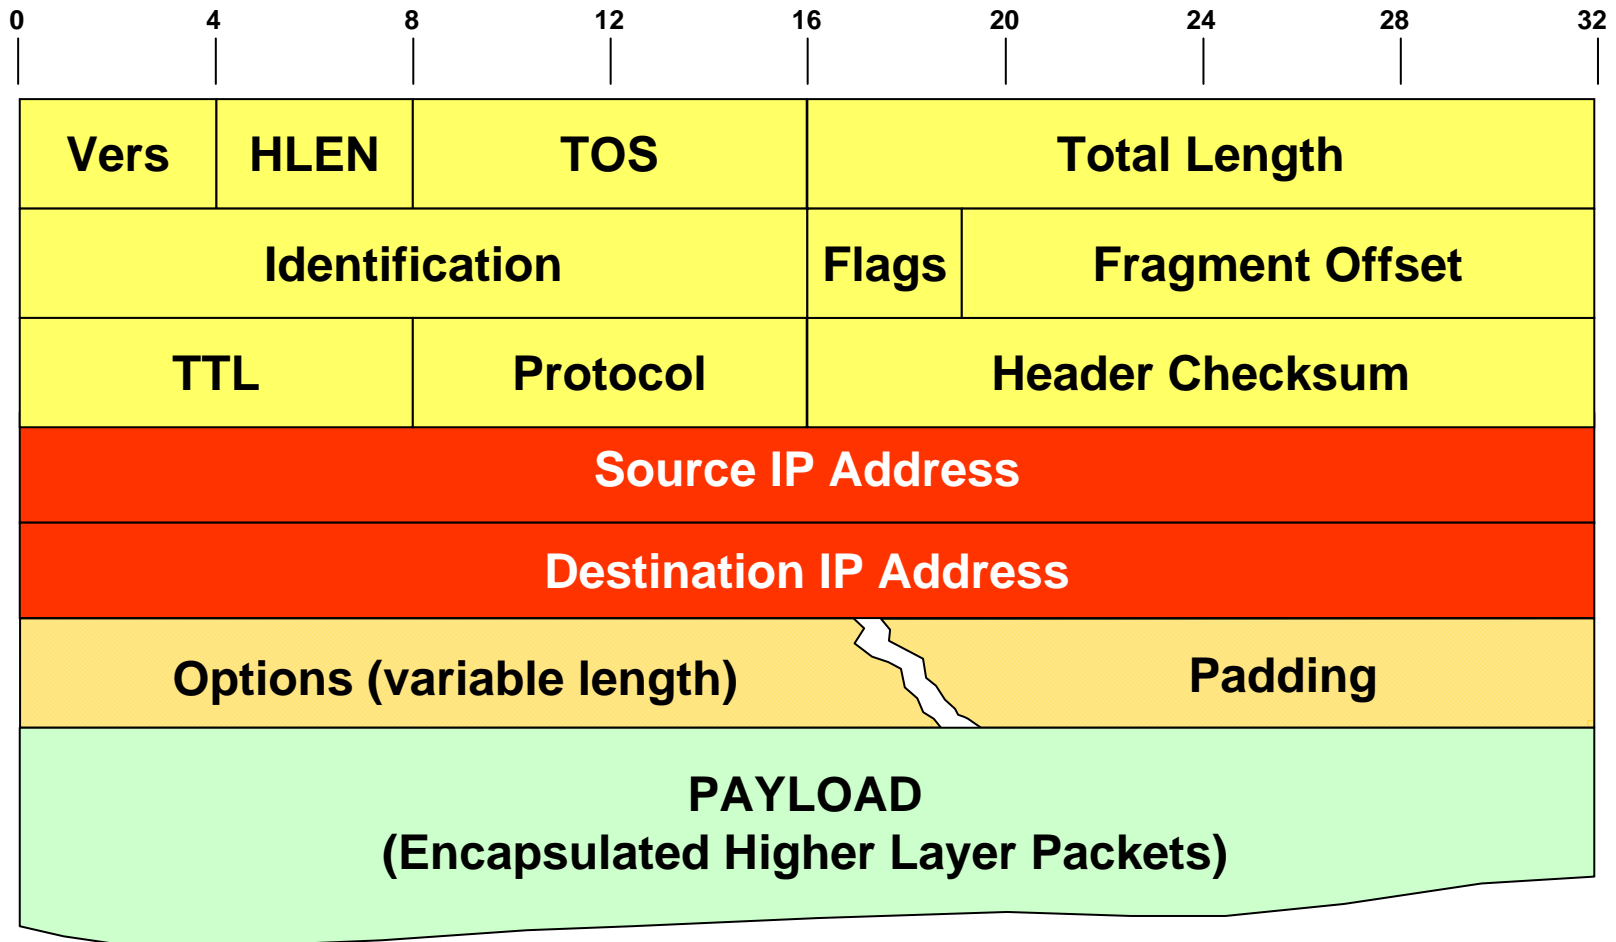 0 4 8 12 16 20 24 28 32
Vers HLEN TOS Total Length
Identification Flags Fragment Offset
TTL Protocol Header Checksum
Source IP Address
Destination IP Address
Options (variable length) Padding
PAYLOAD
(Encapsulated Higher Layer Packets)